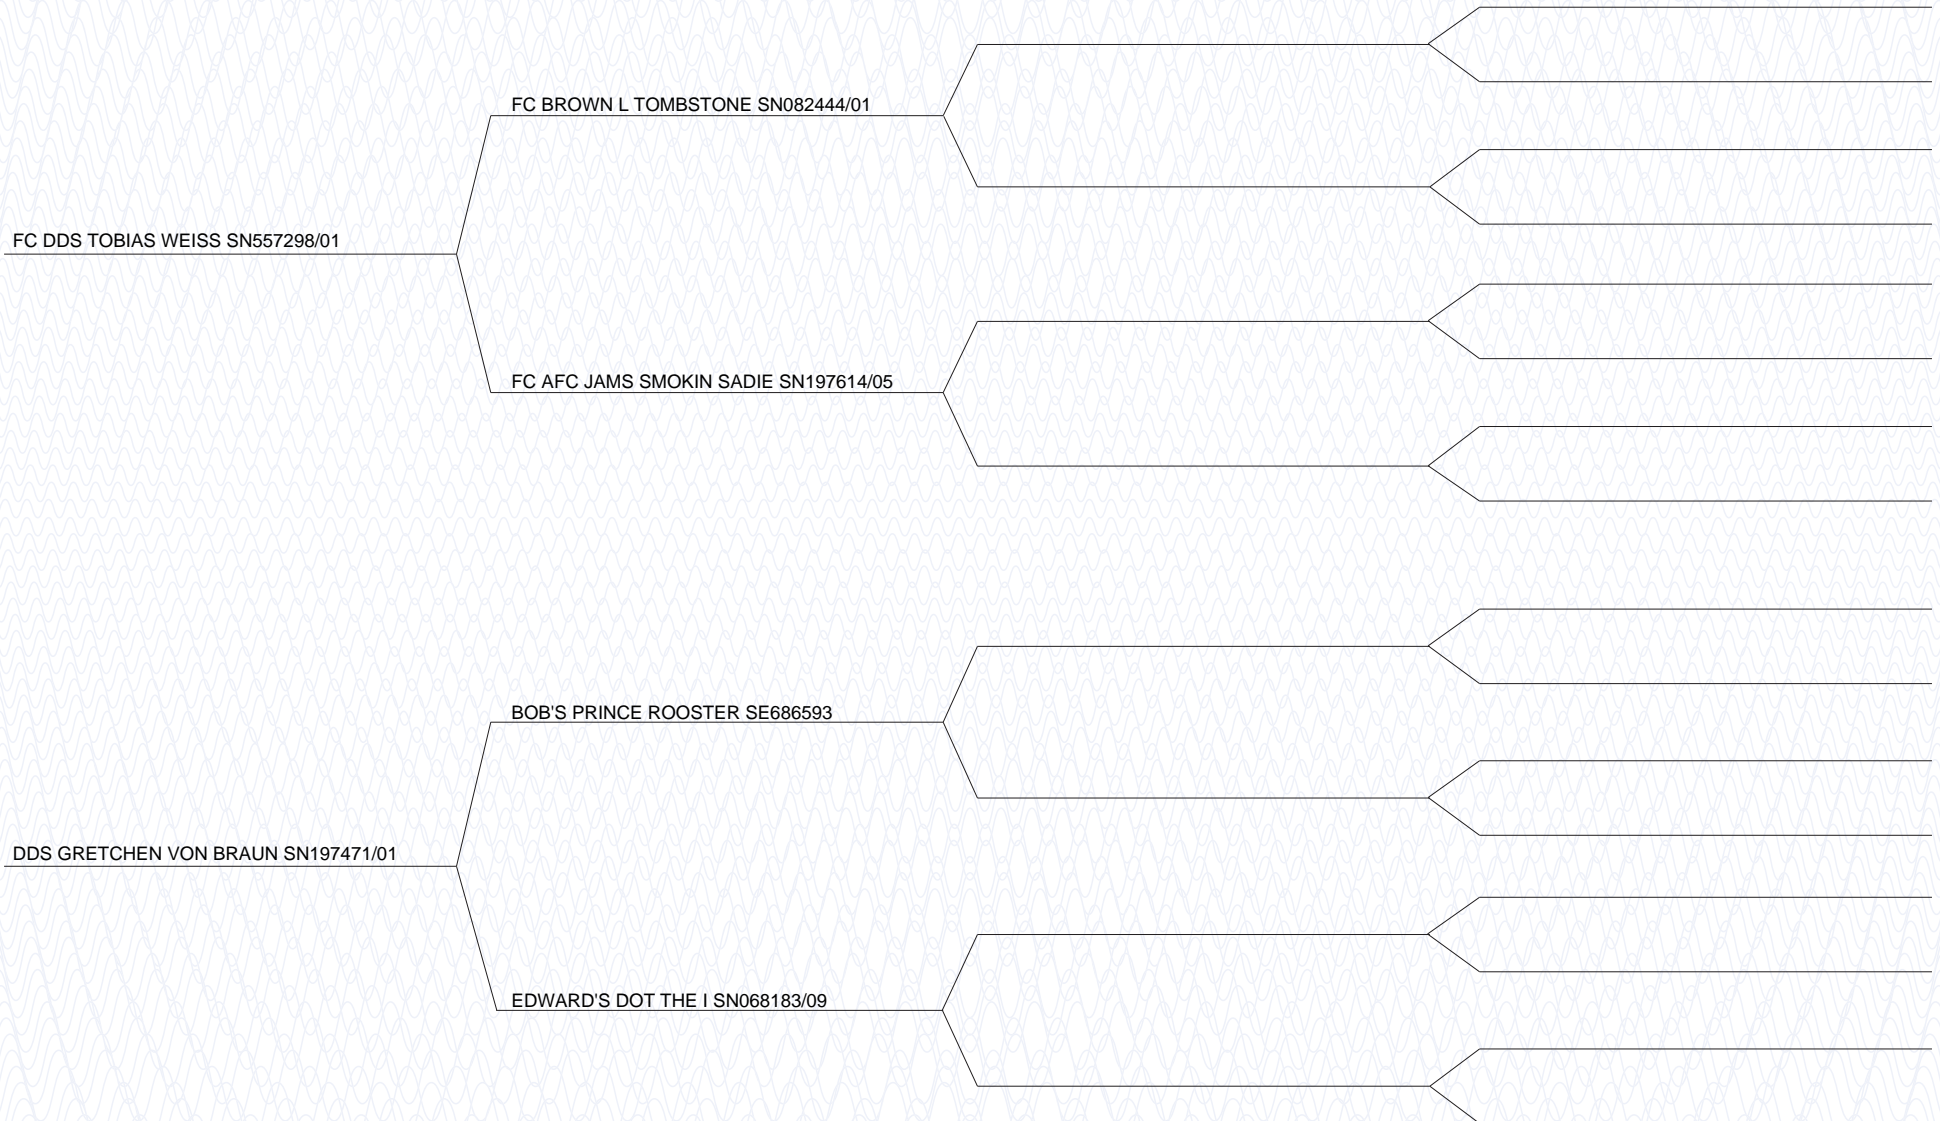 FC BROWN L TOMBSTONE SN082444/01
FC DDS TOBIAS WEISS SN557298/01
FC AFC JAMS SMOKIN SADIE SN197614/05
BOB'S PRINCE ROOSTER SE686593
DDS GRETCHEN VON BRAUN SN197471/01
EDWARD'S DOT THE I SN068183/09